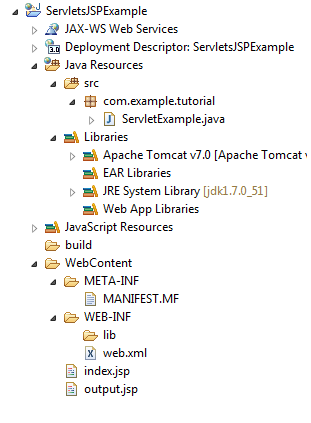 ServletsJSPExample
JAX-WS Web Services
Deployment Descriptor: ServletsJSPExample
Java Resources
src
com.example.tutorial
ServletExample.java
Libraries
Apache Tomcat v7.0 [Apache Tomcat v
EAR Libraries
JRE System Library [jdk1.7.0_51]
Web App Libraries
JavaScript Resources
build
WebContent
META-INF
MANIFEST.MF
WEB-INF
lib
web.xml
index.jsp
output.jsp